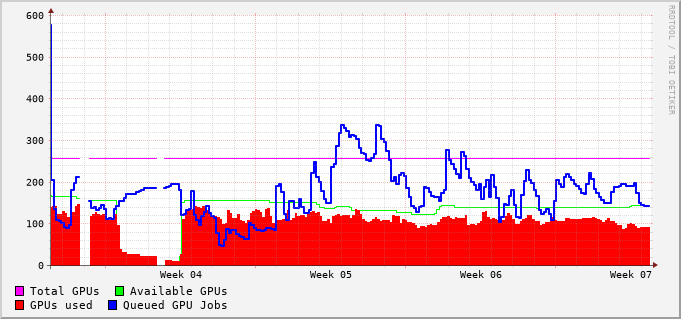 600
500
400
300
200
100
0
Week 04 Week 05 Week 06 Week 07
Total GPUs Available GPUs
GPUs used Queued GPU Jobs
RRDTOOL / TOBI OETIKER